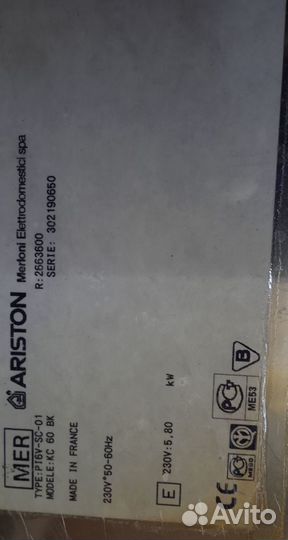 ARISTON
Merloni Elettrodomestici spa
R:2663600
SERIE: 302190650
MER
TYPE:PI6V-SC-01
MODELE:KC 60 BK
MADE IN FRANCE
230V~50-60Hz
E
230V:5,80 kW
B
ME53
CE
Avito